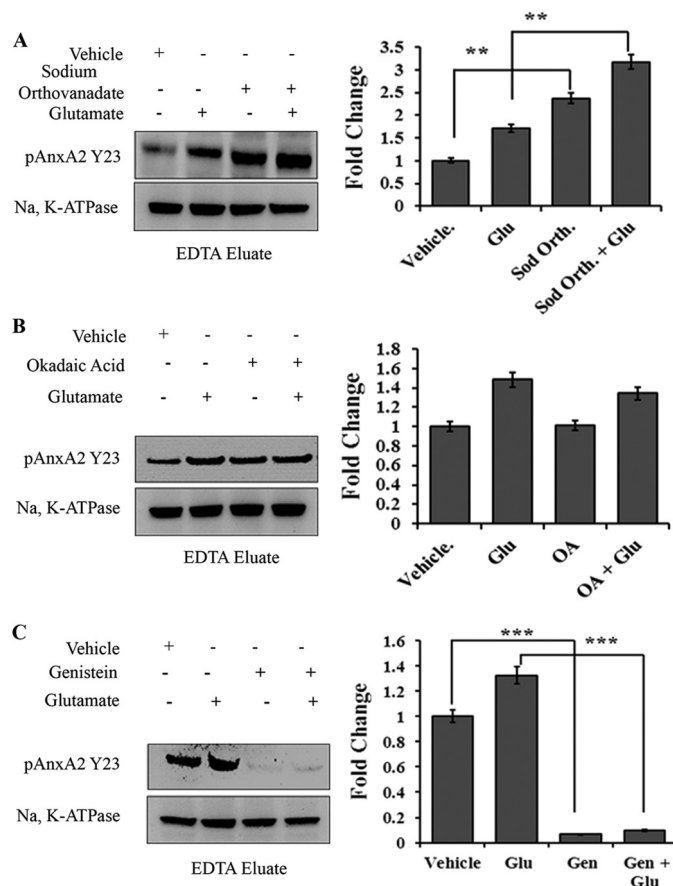 A
Vehicle + - - -
Sodium
Orthovanadate - - + +
Glutamate - + - +
pAnxA2 Y23
Na, K-ATPase
EDTA Eluate
**
**
Fold Change
3.5
3
2.5
2
1.5
1
0.5
0
Vehicle.
Glu
Sod Orth.
Sod Orth. + Glu
B
Vehicle + - - -
Okadaic Acid - - + +
Glutamate - + - +
pAnxA2 Y23
Na, K-ATPase
EDTA Eluate
Fold Change
1.8
1.6
1.4
1.2
1
0.8
0.6
0.4
0.2
0
Vehicle.
Glu
OA
OA + Glu
C
Vehicle + - - -
Genistein - - + +
Glutamate - + - +
pAnxA2 Y23
Na, K-ATPase
EDTA Eluate
***
***
Fold Change
1.6
1.4
1.2
1
0.8
0.6
0.4
0.2
0
Vehicle
Glu
Gen
Gen +
Glu